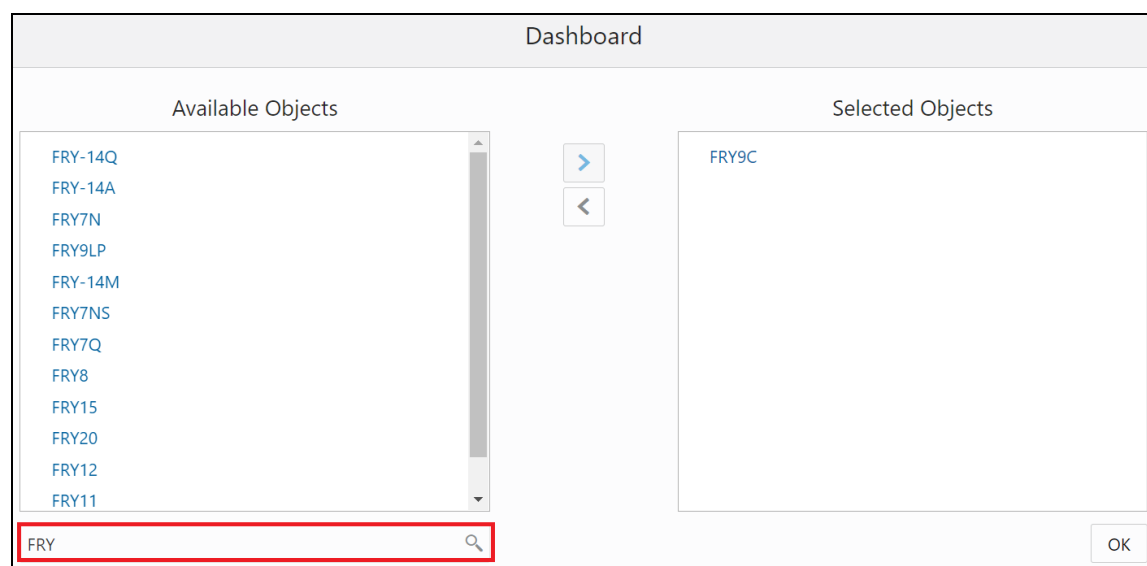 Dashboard
Available Objects
FRY-14Q
FRY-14A
FRY7N
FRY9LP
FRY-14M
FRY7NS
FRY7Q
FRY8
FRY15
FRY20
FRY12
FRY11
FRY
Selected Objects
FRY9C
OK